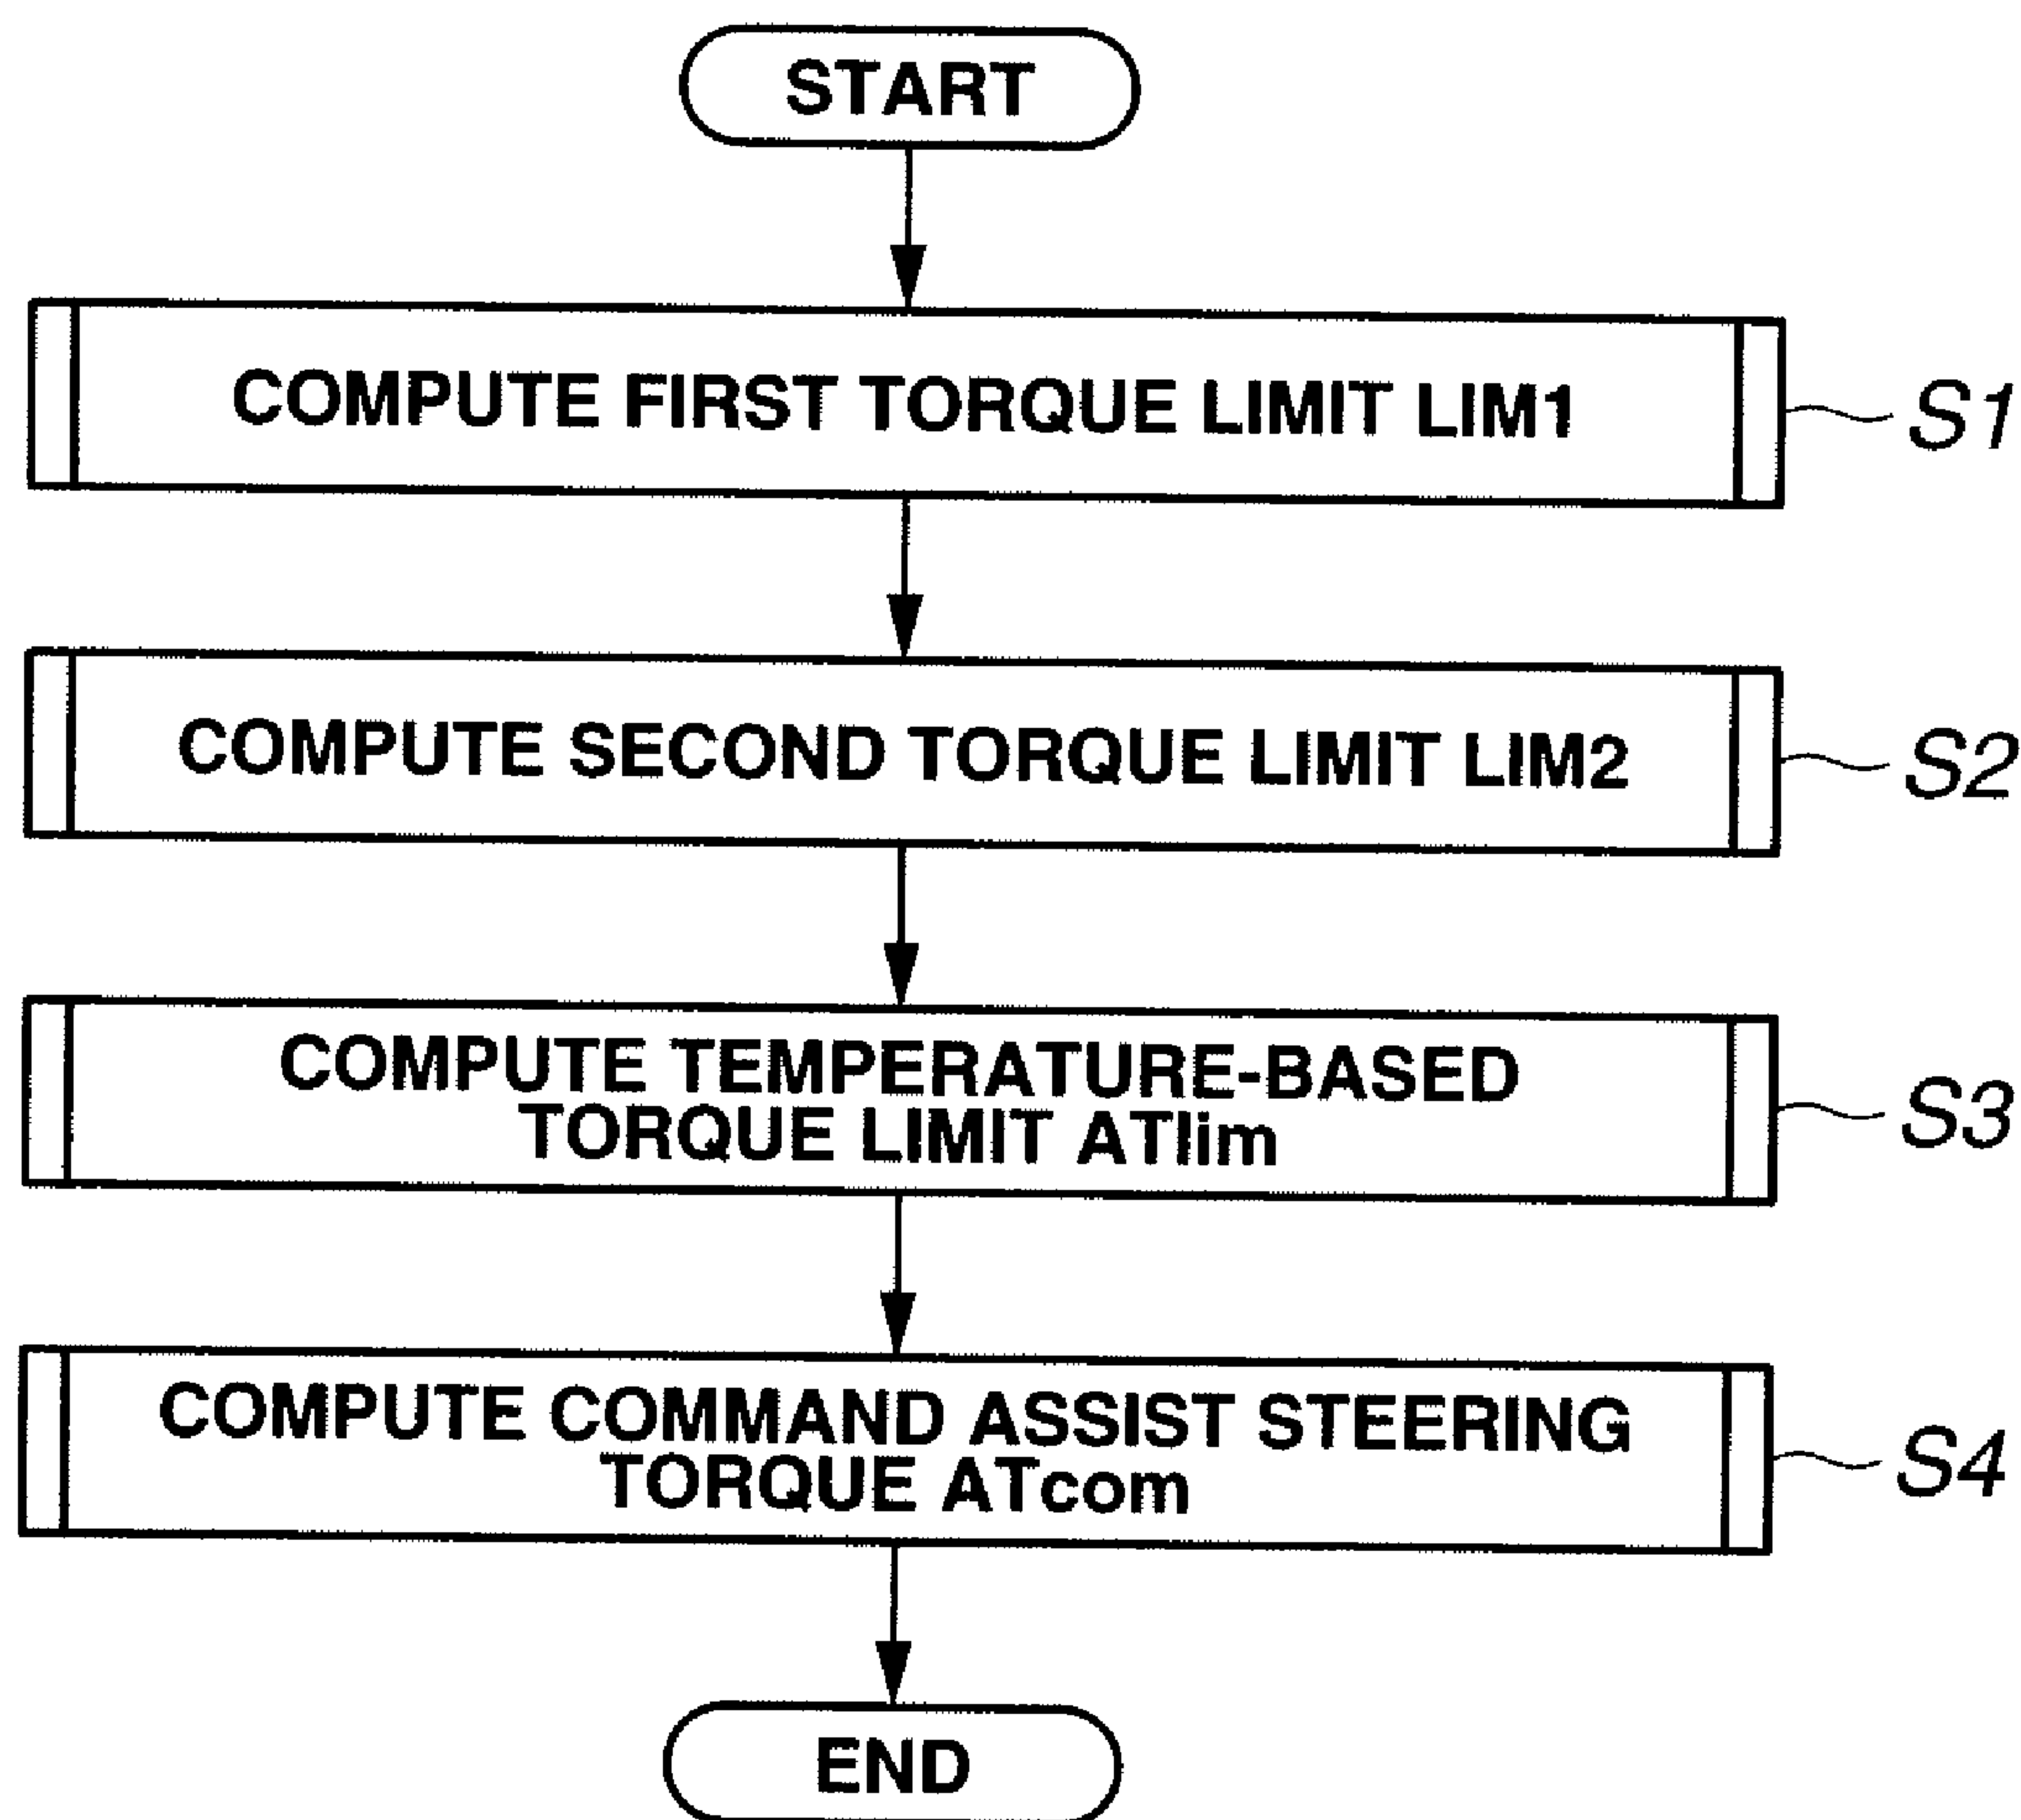 START
COMPUTE FIRST TORQUE LIMIT LIM1
S1
COMPUTE SECOND TORQUE LIMIT LIM2
S2
COMPUTE TEMPERATURE-BASED
TORQUE LIMIT ATlim
S3
COMPUTE COMMAND ASSIST STEERING
TORQUE ATcom
S4
END